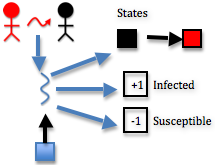 States
+1 Infected
-1 Susceptible